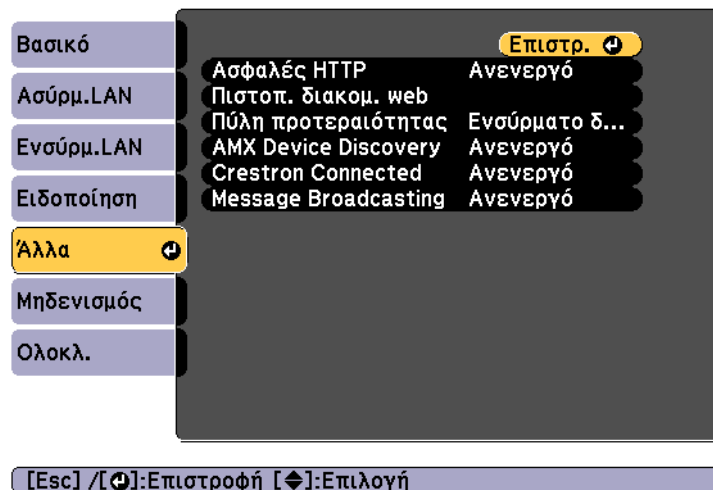 Βασικό
Ασύρμ.LAN
Ενσύρμ.LAN
Ειδοποίηση
Άλλα
Μηδενισμός
Ολοκλ.
Επιστρ.
Ασφαλές HTTP Ανενεργό
Πιστοπ. διακομ. web
Πύλη προτεραιότητας Ενσύρματο δ...
AMX Device Discovery Ανενεργό
Crestron Connected Ανενεργό
Message Broadcasting Ανενεργό
[Esc] /[⏎]:Επιστροφή [◆]:Επιλογή